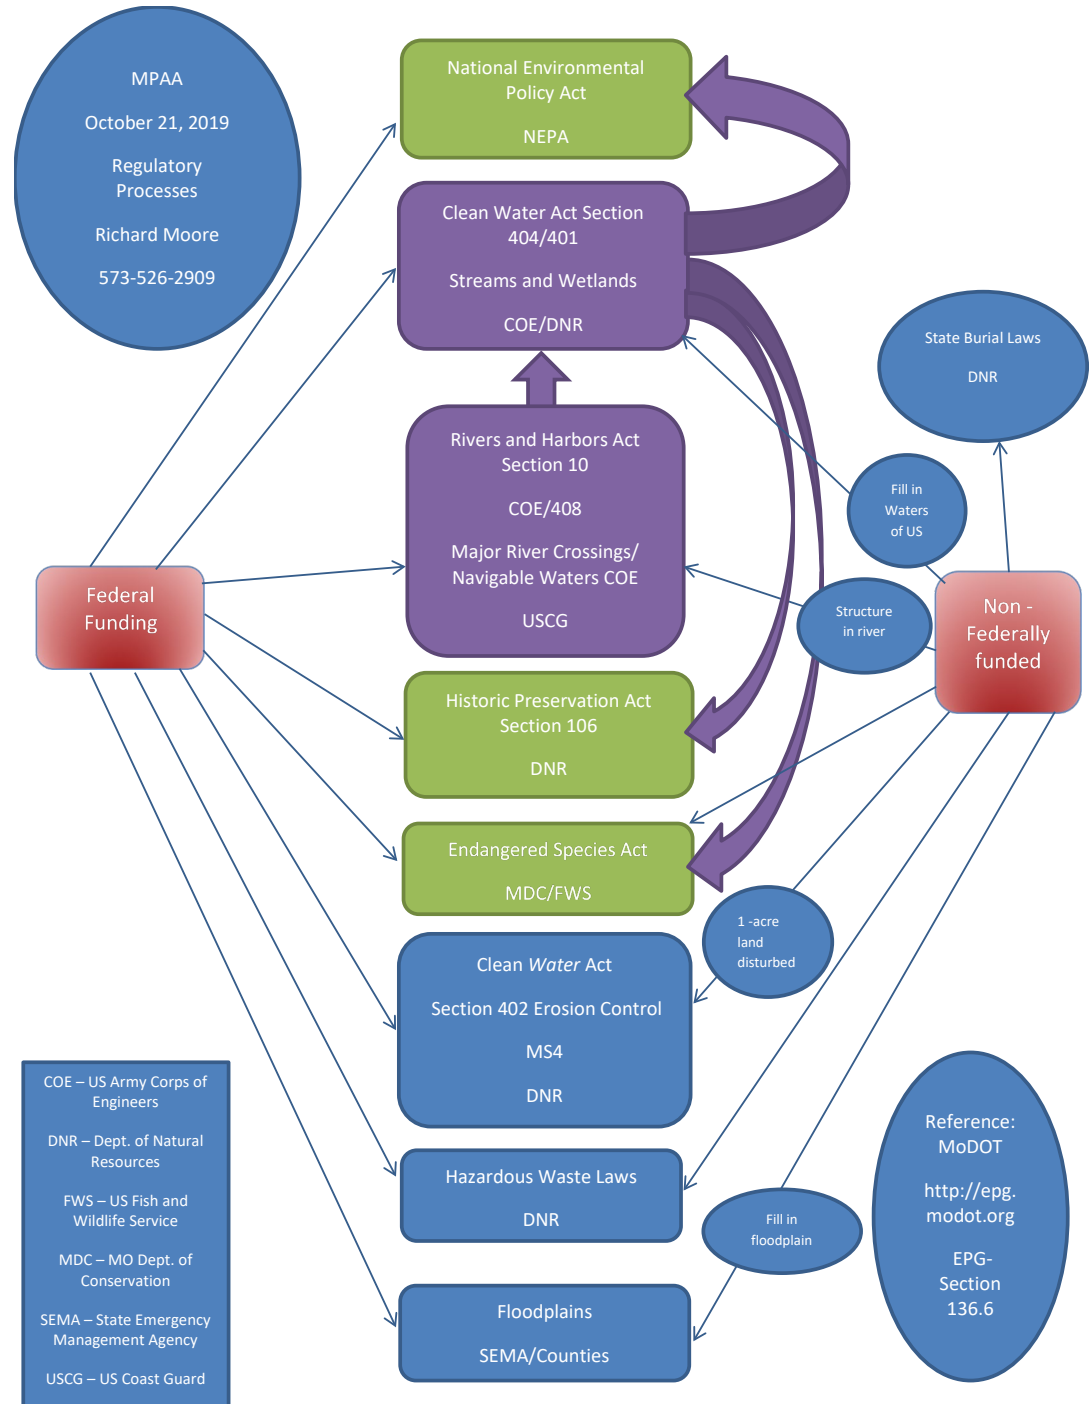 MPAA
October 21, 2019
Regulatory
Processes
Richard Moore
573-526-2909
National Environmental
Policy Act
NEPA
Clean Water Act Section
404/401
Streams and Wetlands
COE/DNR
State Burial Laws
DNR
Rivers and Harbors Act
Section 10
COE/408
Major River Crossings/
Navigable Waters COE
USCG
Fill in
Waters
of US
Federal
Funding
Structure
in river
Non -
Federally
funded
Historic Preservation Act
Section 106
DNR
Endangered Species Act
MDC/FWS
1 -acre
land
disturbed
Clean Water Act
Section 402 Erosion Control
MS4
DNR
Hazardous Waste Laws
DNR
Fill in
floodplain
Floodplains
SEMA/Counties
COE – US Army Corps of
Engineers
DNR – Dept. of Natural
Resources
FWS – US Fish and
Wildlife Service
MDC – MO Dept. of
Conservation
SEMA – State Emergency
Management Agency
USCG – US Coast Guard
Reference:
MoDOT
http://epg.
modot.org
EPG-
Section
136.6